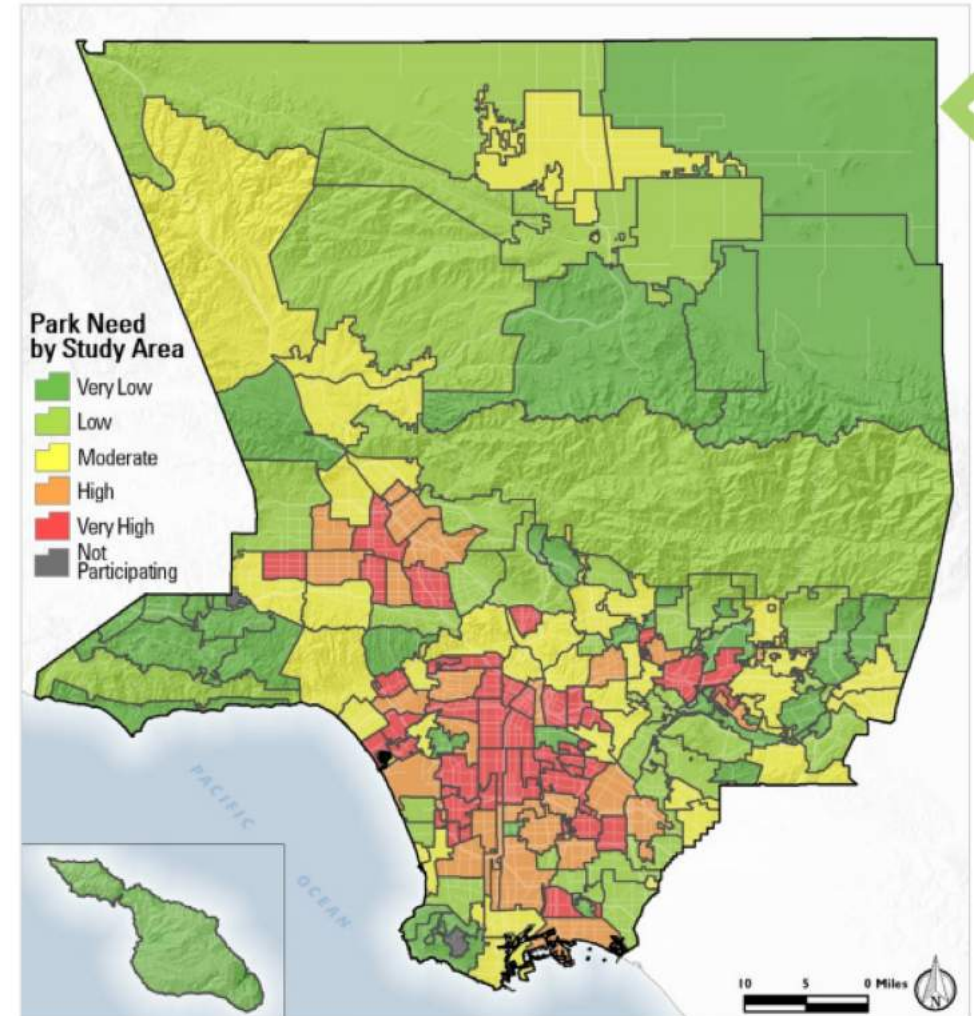 Park Need
by Study Area
Very Low
Low
Moderate
High
Very High
Not
Participating
PACIFIC
OCEAN
10 5 0 Miles
N